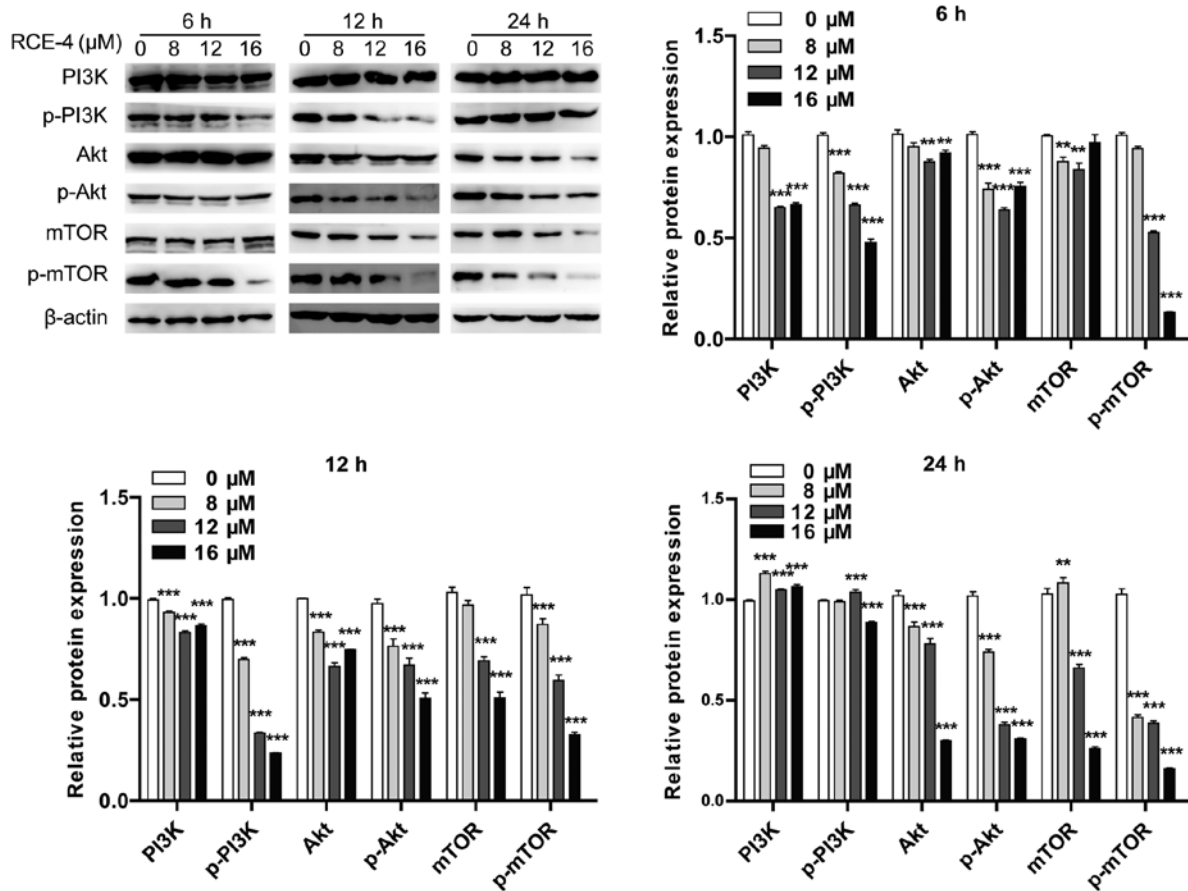 6 h 12 h 24 h
RCE-4 (μM) 0 8 12 16 0 8 12 16 0 8 12 16
PI3K
p-PI3K
Akt
p-Akt
mTOR
p-mTOR
β-actin
6 h
0 μM
8 μM
12 μM
16 μM
Relative protein expression
1.5
1.0
0.5
0.0
*** ***
*** *** ***
** **
*** *** ***
** **
*** ***
PI3K p-PI3K Akt p-Akt mTOR p-mTOR
12 h
0 μM
8 μM
12 μM
16 μM
Relative protein expression
1.5
1.0
0.5
0.0
*** *** ***
*** *** ***
*** *** ***
*** *** ***
*** ***
*** *** ***
PI3K p-PI3K Akt p-Akt mTOR p-mTOR
24 h
0 μM
8 μM
12 μM
16 μM
Relative protein expression
1.5
1.0
0.5
0.0
*** *** ***
*** ***
*** *** ***
*** *** ***
** *** ***
*** *** ***
PI3K p-PI3K Akt p-Akt mTOR p-mTOR